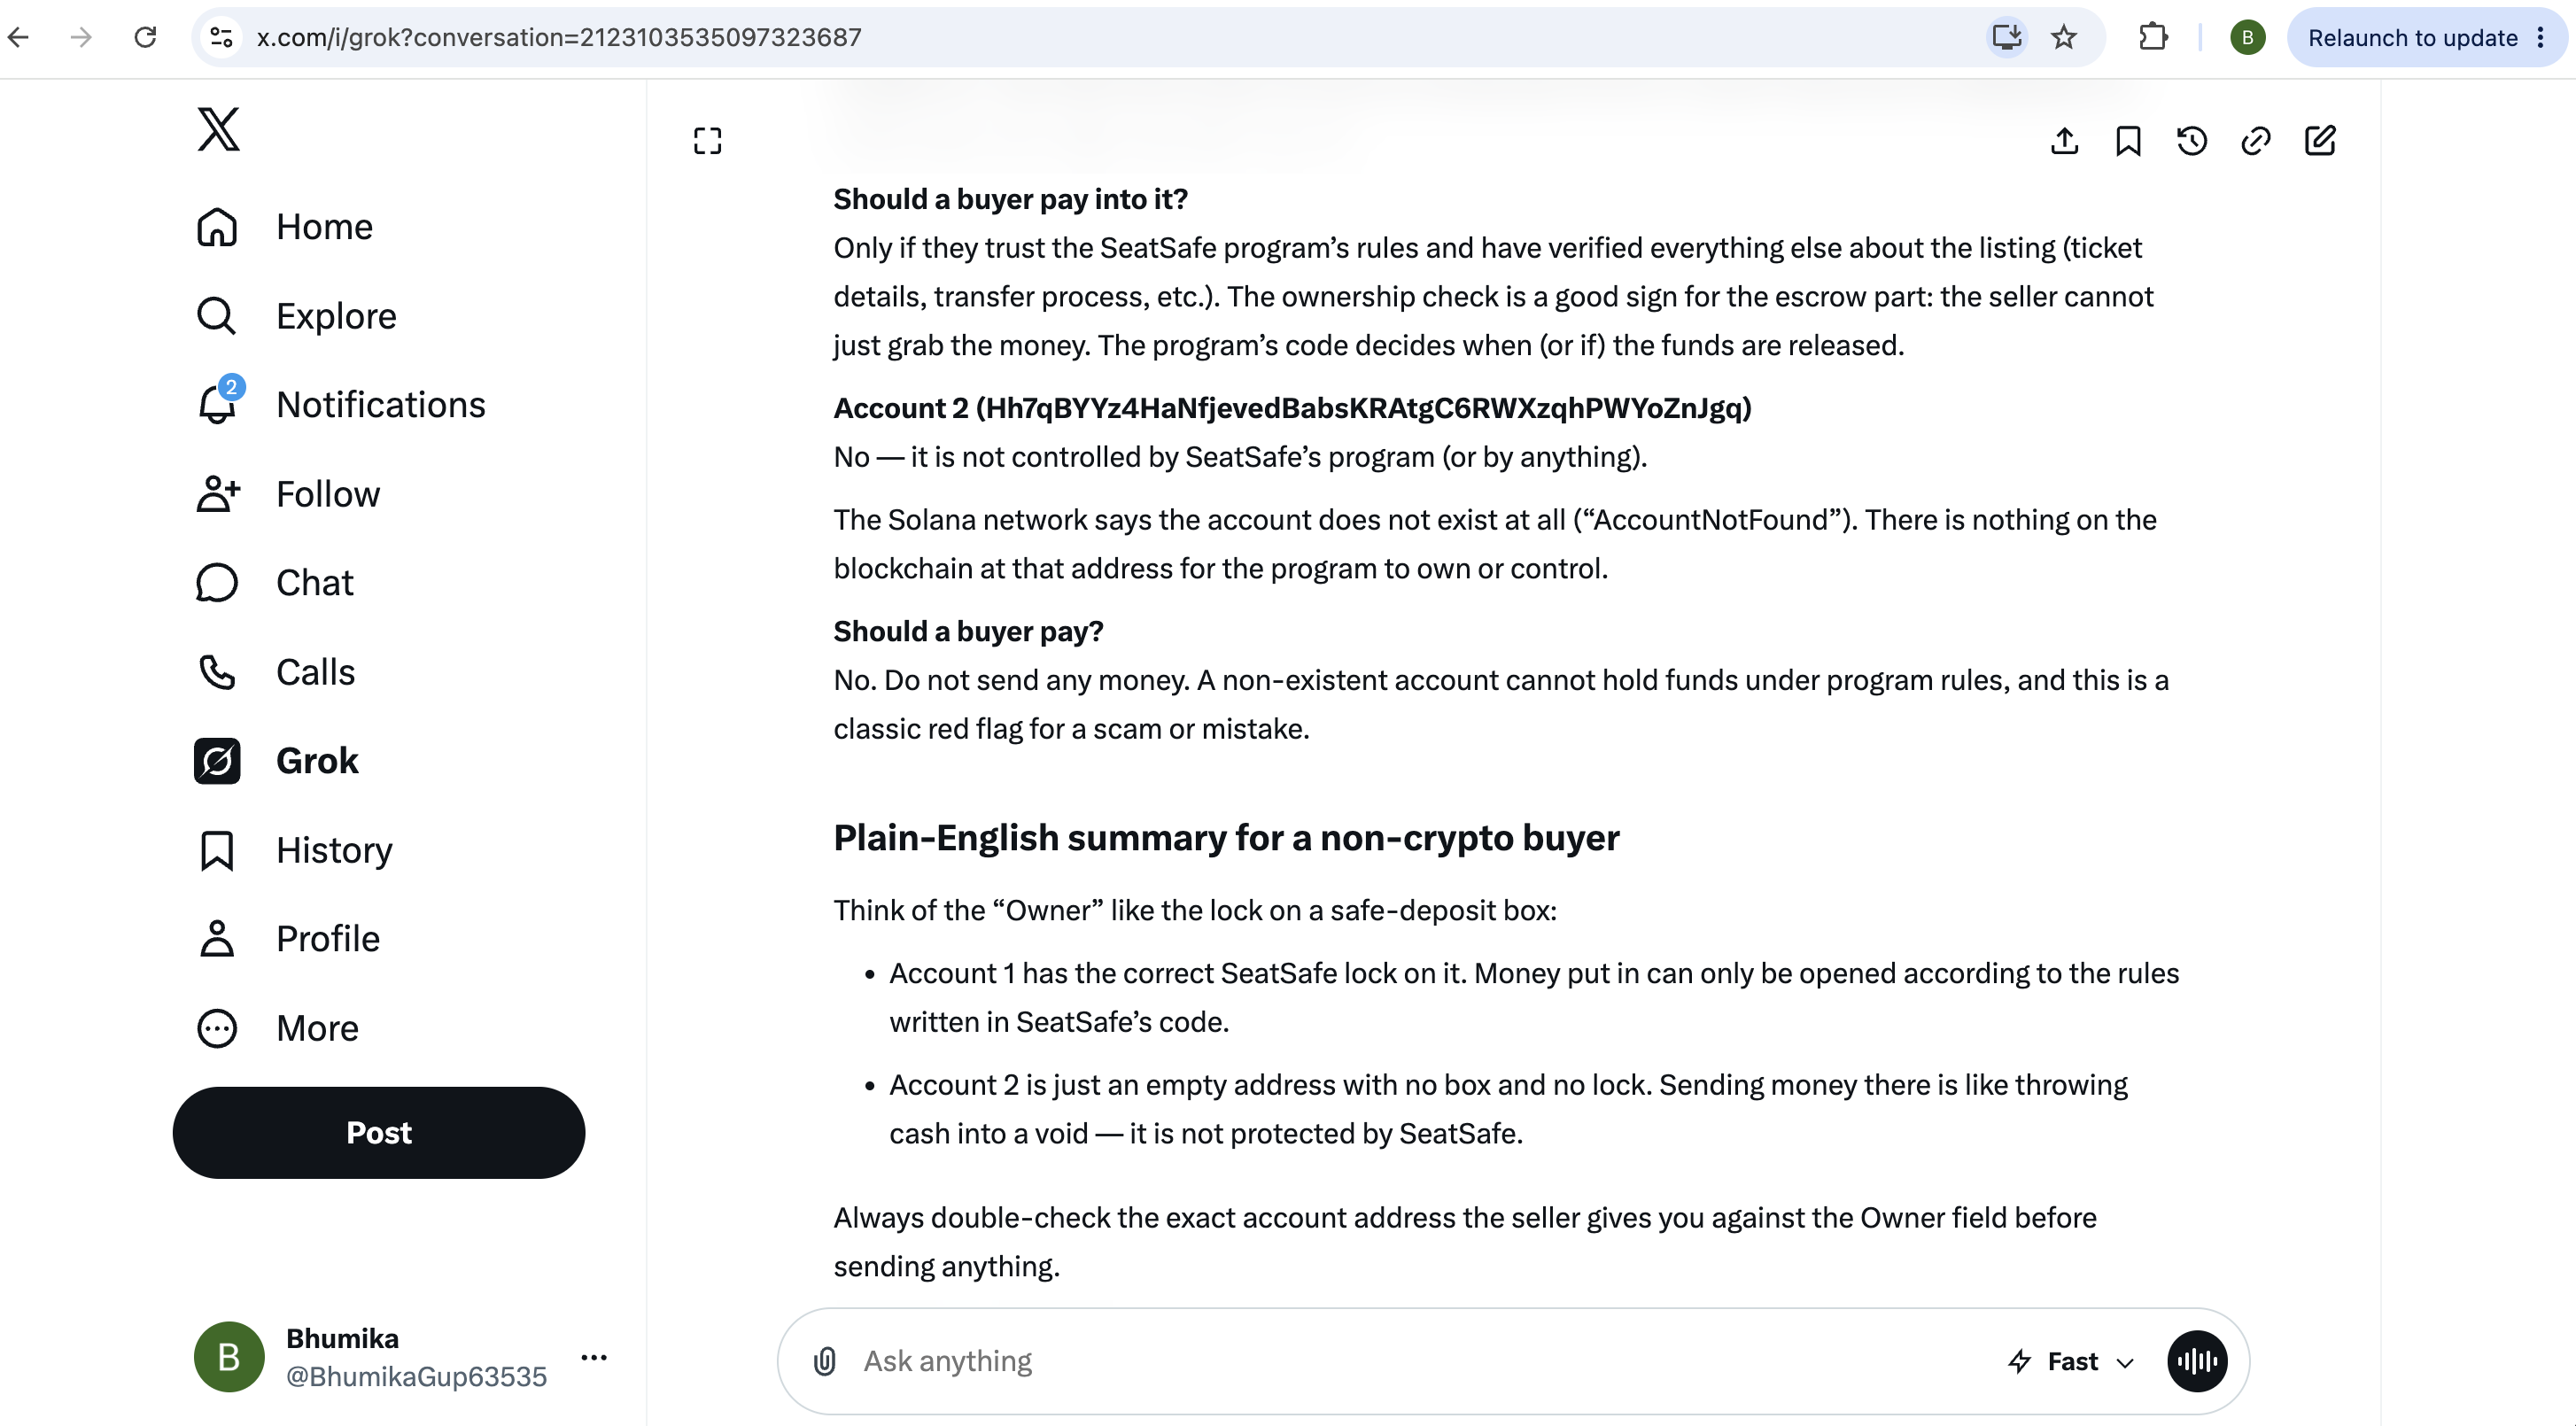 x.com/i/grok?conversation=2123103535097323687
B
Relaunch to update
Home
Explore
2
Notifications
Follow
Chat
Calls
Grok
History
Profile
More
Post
B
Bhumika
@BhumikaGup63535
Should a buyer pay into it?
Only if they trust the SeatSafe program’s rules and have verified everything else about the listing (ticket
details, transfer process, etc.). The ownership check is a good sign for the escrow part: the seller cannot
just grab the money. The program’s code decides when (or if) the funds are released.
Account 2 (Hh7qBYYz4HaNfjevedBabsKRAtgC6RWXzqhPWYoZnJgq)
No — it is not controlled by SeatSafe’s program (or by anything).
The Solana network says the account does not exist at all (“AccountNotFound”). There is nothing on the
blockchain at that address for the program to own or control.
Should a buyer pay?
No. Do not send any money. A non-existent account cannot hold funds under program rules, and this is a
classic red flag for a scam or mistake.
Plain-English summary for a non-crypto buyer
Think of the “Owner” like the lock on a safe-deposit box:
• Account 1 has the correct SeatSafe lock on it. Money put in can only be opened according to the rules
written in SeatSafe’s code.
• Account 2 is just an empty address with no box and no lock. Sending money there is like throwing
cash into a void — it is not protected by SeatSafe.
Always double-check the exact account address the seller gives you against the Owner field before
sending anything.
Ask anything
Fast